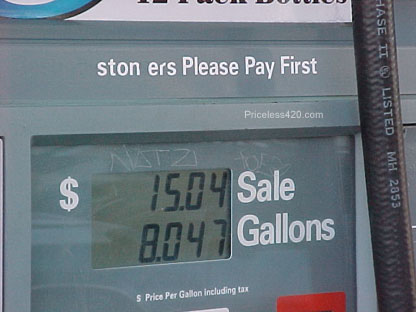 12 Pack Bottles
ston ers Please Pay First
Priceless420.com
$ 15.04 Sale
8.047 Gallons
$ Price Per Gallon including tax
HASE II LISTED MH 2853